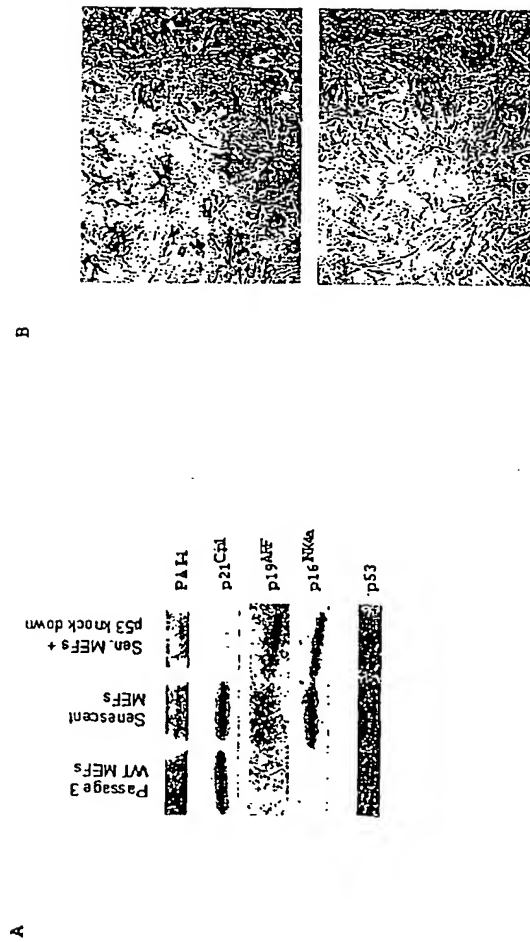 A
Passage 3
WT MEFs
Senescent
MEFs
Sen. MEFs +
p53 knock down
PAI-1
p21Cip1
p19ARF
p16INK4a
p53
B